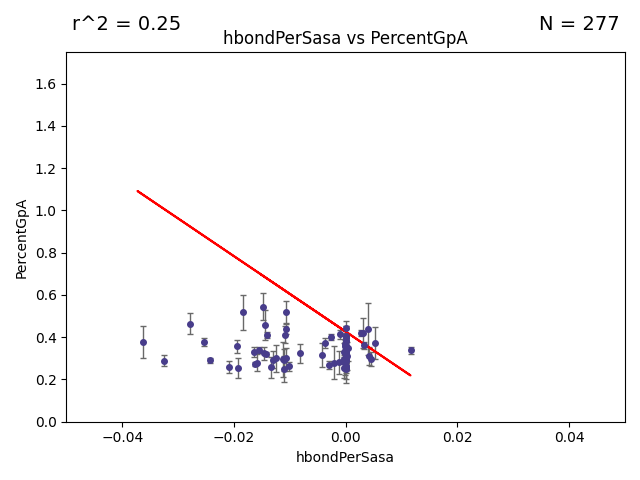 r^2 = 0.25
N = 277
hbondPerSasa vs PercentGpA
1.6
1.4
1.2
1.0
0.8
0.6
0.4
0.2
0.0
PercentGpA
−0.04
−0.02
0.00
0.02
0.04
hbondPerSasa